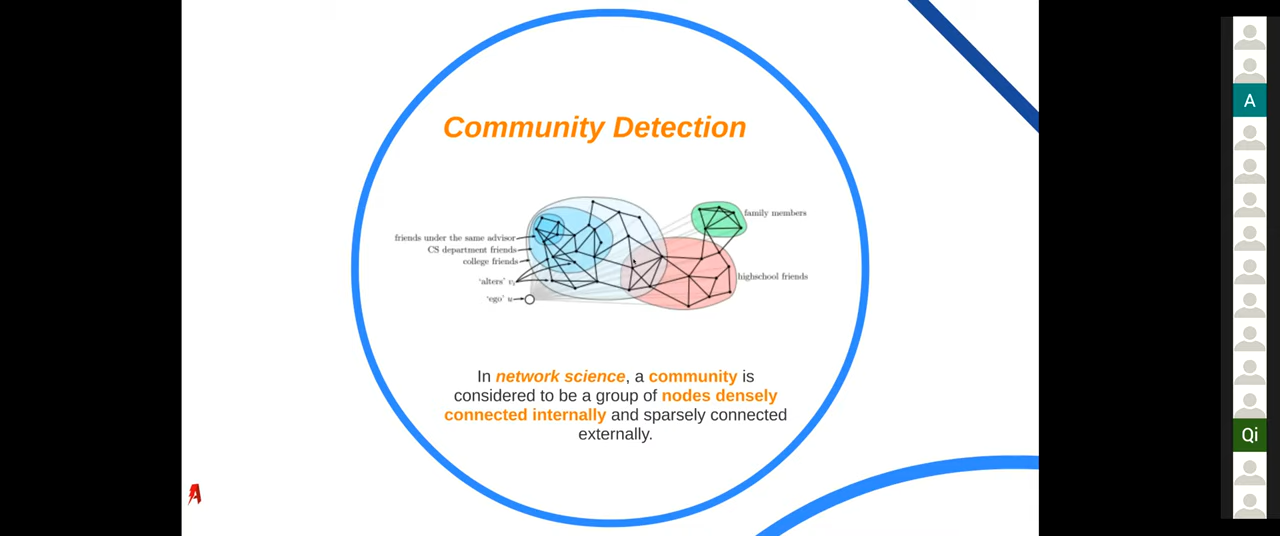 Community Detection
family members
friends under the same advisor
CS department friends
college friends
highschool friends
'alters' vᵢ
'ego' u
In network science, a community is
considered to be a group of nodes densely
connected internally and sparsely connected
externally.
A
A
Qi